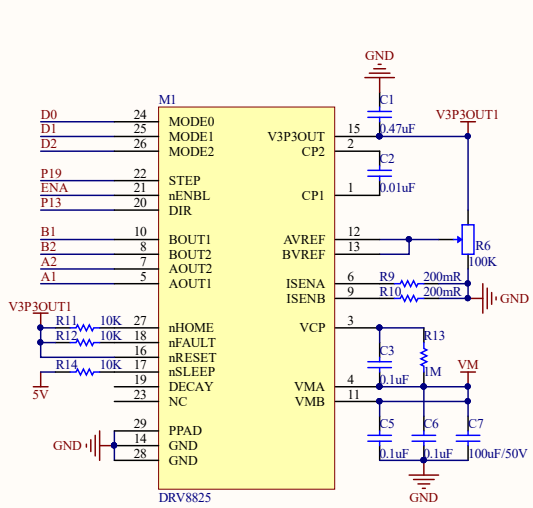 GND
M1
C1
0.47uF
V3P3OUT1
D0 24 MODE0
D1 25 MODE1 V3P3OUT 15
D2 26 MODE2 CP2 2
C2
0.01uF
P19 22 STEP
ENA 21 nENBL CP1 1
P13 20 DIR
B1 10 BOUT1 AVREF 12
B2 8 BOUT2 BVREF 13
R6
100K
A2 7 AOUT2
A1 5 AOUT1 ISENA 6 R9 200mR
ISENB 9 R10 200mR GND
V3P3OUT1
R11 10K 27 nHOME VCP 3
R12 10K 18 nFAULT
R13
16 nRESET
C3
R14 10K 17 nSLEEP
1M
VM
0.1uF
5V
19 DECAY VMA 4
23 NC VMB 11
C5 C6 C7
29 PPAD
GND 14 GND
28 GND
0.1uF 0.1uF 100uF/50V
DRV8825
GND